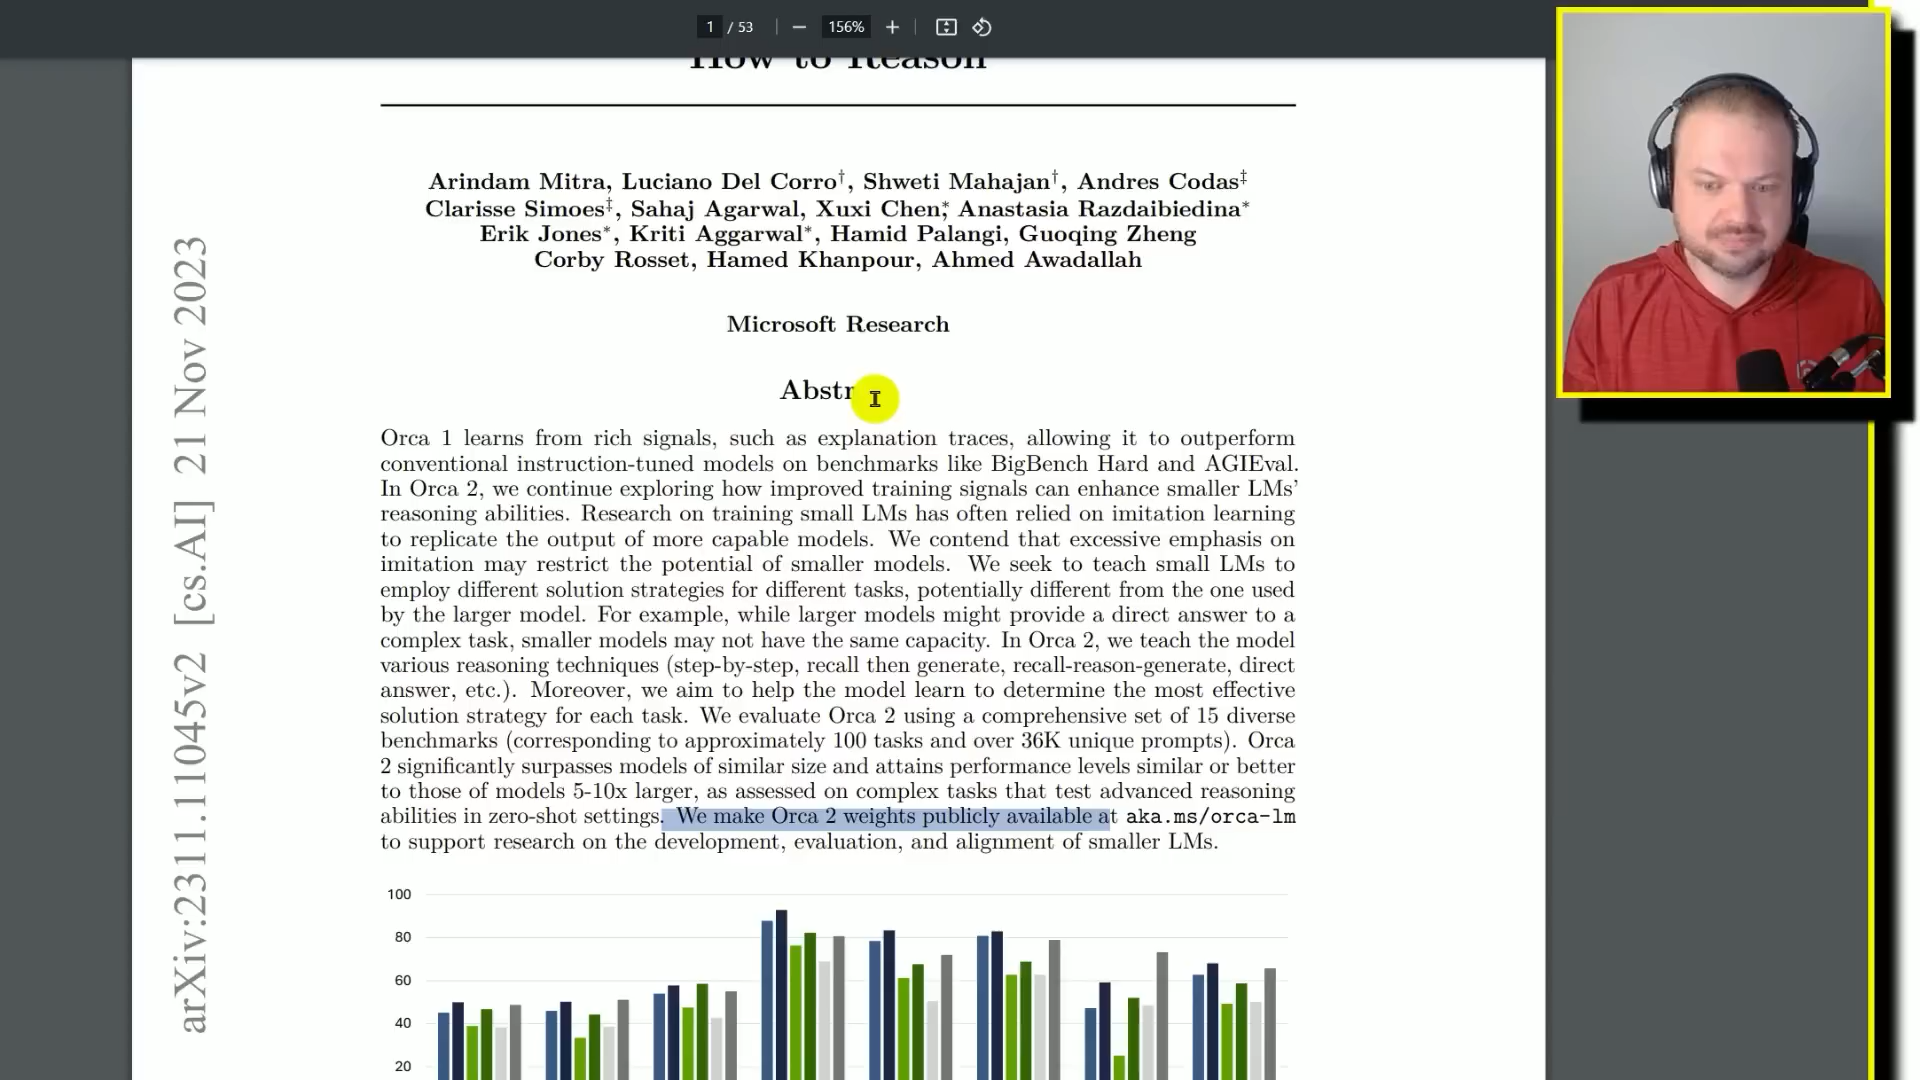 1 / 53 156%
How to Reason
Arindam Mitra, Luciano Del Corro†, Shweti Mahajan†, Andres Codas‡
Clarisse Simoes‡, Sahaj Agarwal, Xuxi Chen,* Anastasia Razdaibiedina*
Erik Jones*, Kriti Aggarwal*, Hamid Palangi, Guoqing Zheng
Corby Rosset, Hamed Khanpour, Ahmed Awadallah
Microsoft Research
Abstr
Orca 1 learns from rich signals, such as explanation traces, allowing it to outperform
conventional instruction-tuned models on benchmarks like BigBench Hard and AGIEval.
In Orca 2, we continue exploring how improved training signals can enhance smaller LMs’
reasoning abilities. Research on training small LMs has often relied on imitation learning
to replicate the output of more capable models. We contend that excessive emphasis on
imitation may restrict the potential of smaller models. We seek to teach small LMs to
employ different solution strategies for different tasks, potentially different from the one used
by the larger model. For example, while larger models might provide a direct answer to a
complex task, smaller models may not have the same capacity. In Orca 2, we teach the model
various reasoning techniques (step-by-step, recall then generate, recall-reason-generate, direct
answer, etc.). Moreover, we aim to help the model learn to determine the most effective
solution strategy for each task. We evaluate Orca 2 using a comprehensive set of 15 diverse
benchmarks (corresponding to approximately 100 tasks and over 36K unique prompts). Orca
2 significantly surpasses models of similar size and attains performance levels similar or better
to those of models 5-10x larger, as assessed on complex tasks that test advanced reasoning
abilities in zero-shot settings. We make Orca 2 weights publicly available at aka.ms/orca-lm
to support research on the development, evaluation, and alignment of smaller LMs.
100
80
60
40
20
arXiv:2311.11045v2 [cs.AI] 21 Nov 2023